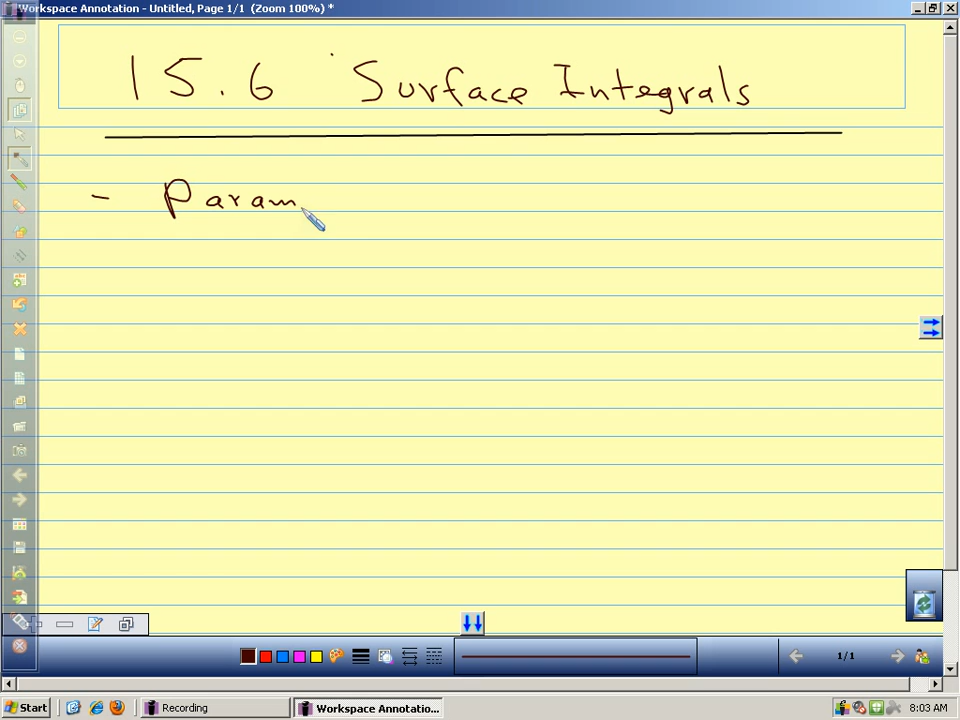 Workspace Annotation - Untitled, Page 1/1 (Zoom 100%) *
15.6 Surface Integrals
- Param
1/1
Start
Recording
Workspace Annotatio...
8:03 AM